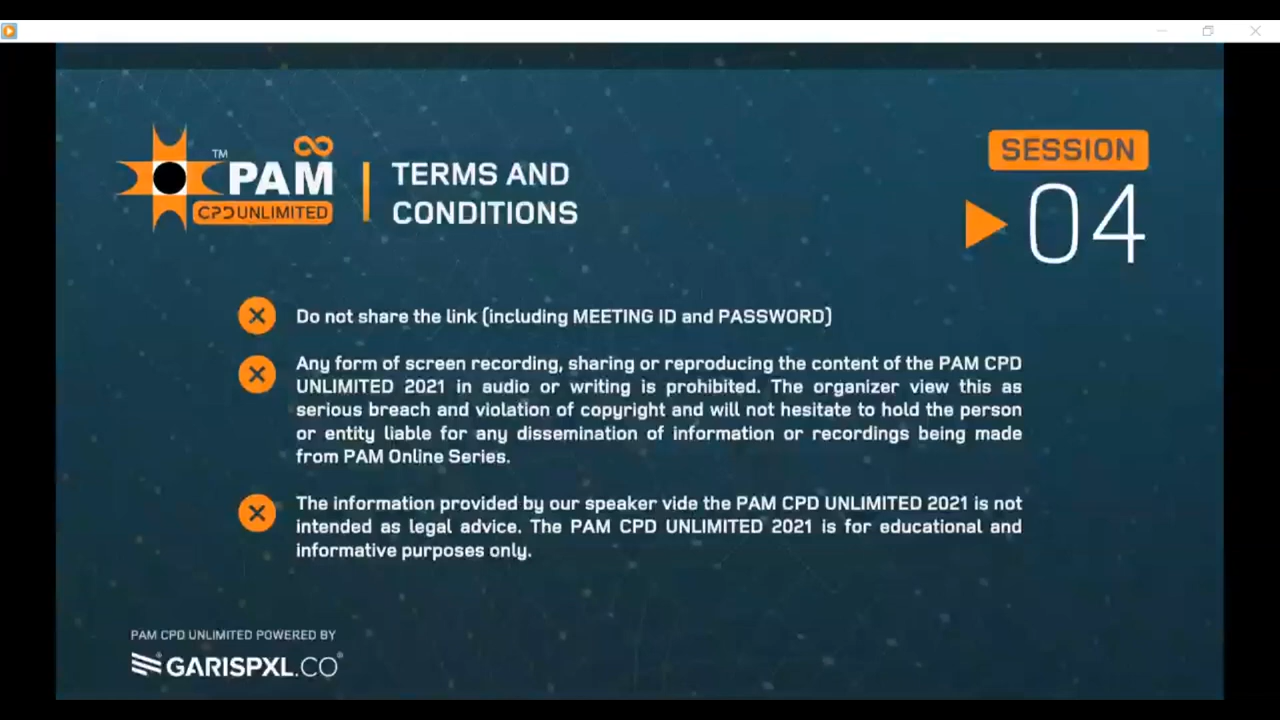 ∞
™
PAM
CPD UNLIMITED
TERMS AND
CONDITIONS
SESSION
04
Do not share the link (including MEETING ID and PASSWORD)
Any form of screen recording, sharing or reproducing the content of the PAM CPD
UNLIMITED 2021 in audio or writing is prohibited. The organizer view this as
serious breach and violation of copyright and will not hesitate to hold the person
or entity liable for any dissemination of information or recordings being made
from PAM Online Series.
The information provided by our speaker vide the PAM CPD UNLIMITED 2021 is not
intended as legal advice. The PAM CPD UNLIMITED 2021 is for educational and
informative purposes only.
PAM CPD UNLIMITED POWERED BY
GARISPXL.CO®